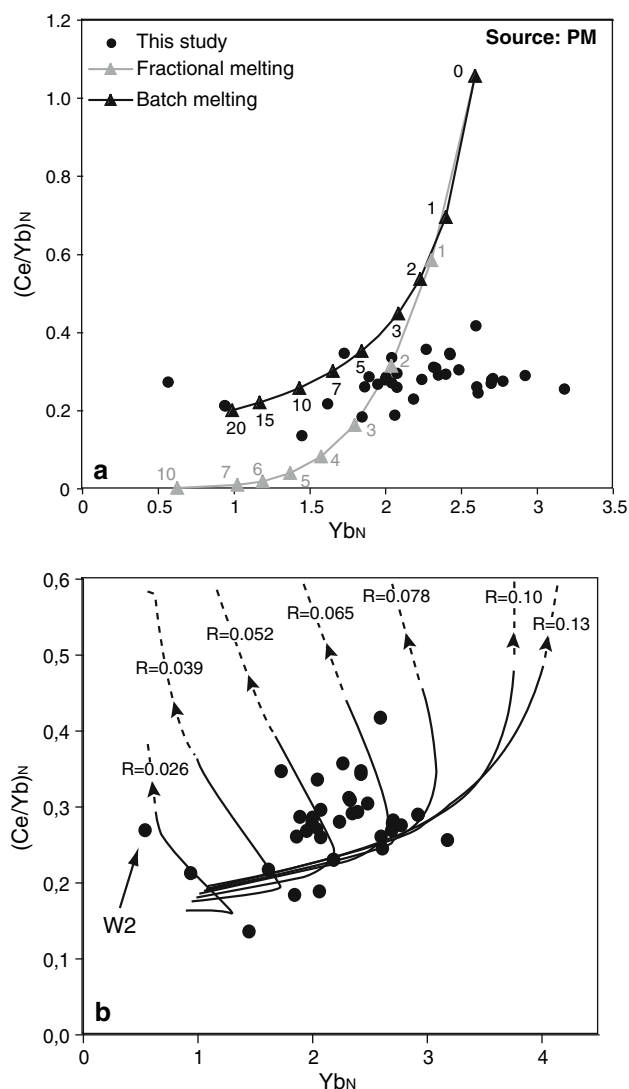 1.2
This study
Fractional melting
Batch melting
Source: PM
0
1.0
0.8
1
0.6
1
2
(Ce/Yb)N
3
0.4
5
2
7
10
0.2
20
15
3
4
a
10
7
6
5
0
0
0.5
1
1.5
2
2.5
3
3.5
YbN
0,6
R=0.065
R=0.078
R=0.10
R=0.13
R=0.052
0,5
R=0.039
0,4
R=0.026
(Ce/Yb)N
0,3
0,2
W2
0,1
b
0,0
0
1
2
3
4
YbN